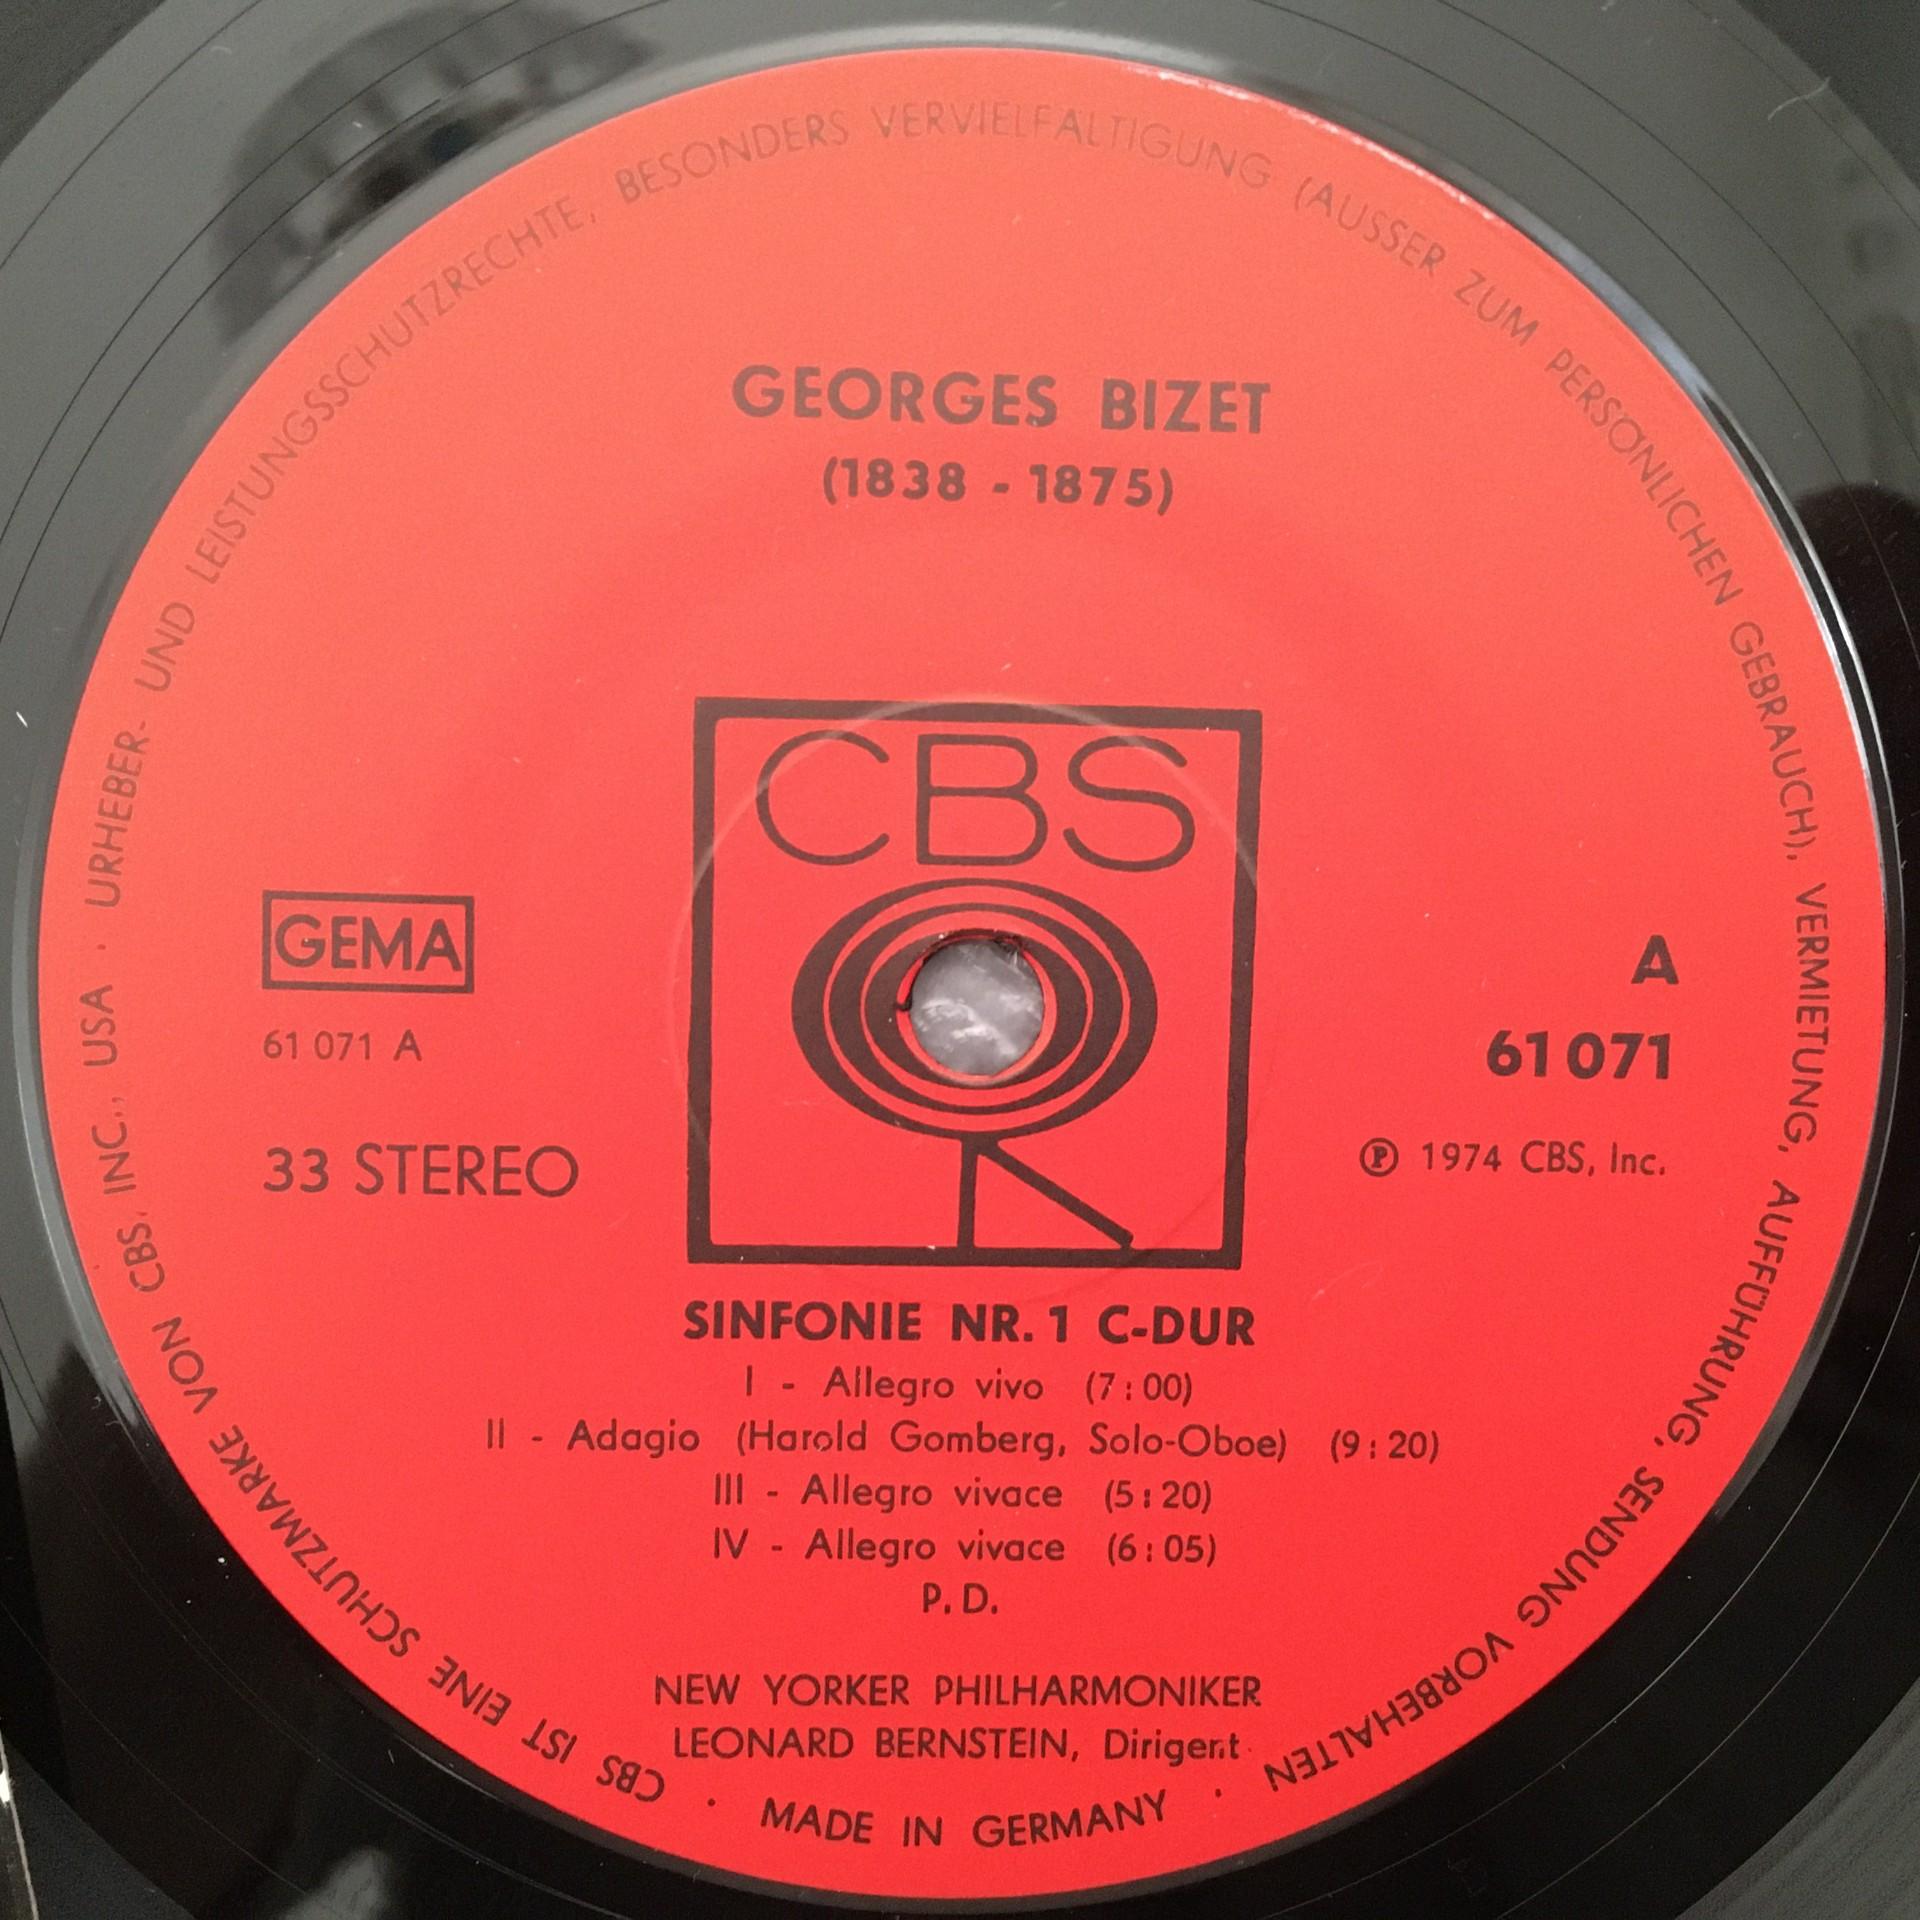 GEORGES BIZET
(1838 - 1875)
CBS
GEMA
61 071 A
33 STEREO
A
61 071
Ⓟ 1974 CBS, Inc.
SINFONIE NR. 1 C-DUR
I - Allegro vivo (7:00)
II - Adagio (Harold Gomberg, Solo-Oboe) (9:20)
III - Allegro vivace (5:20)
IV - Allegro vivace (6:05)
P. D.
NEW YORKER PHILHARMONIKER
LEONARD BERNSTEIN, Dirigent
CBS IST EINE SCHUTZMARKE VON CBS, INC., USA · URHEBER- UND LEISTUNGSSCHUTZRECHTE, BESONDERS VERVIELFÄLTIGUNG (AUSSER ZUM PERSÖNLICHEN GEBRAUCH), VERMIETUNG, AUFFÜHRUNG, SENDUNG VORBEHALTEN · MADE IN GERMANY ·